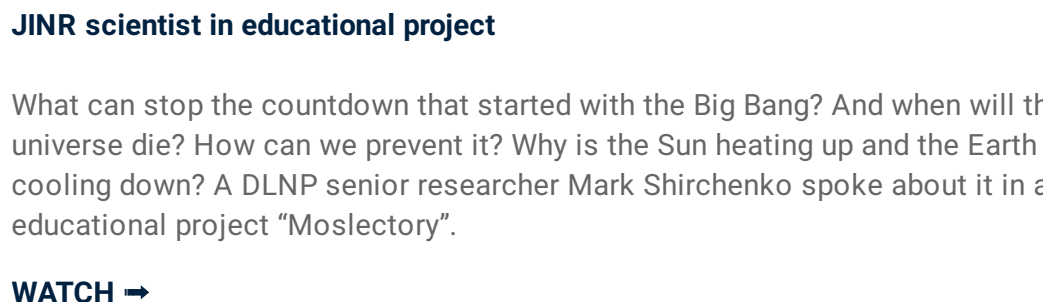 JINR scientist in educational project
What can stop the countdown that started with the Big Bang? And when will
universe die? How can we prevent it? Why is the Sun heating up and the Earth
cooling down? A DLNP senior researcher Mark Shirchenko spoke about it in
educational project “Moslectory”.
WATCH ➞